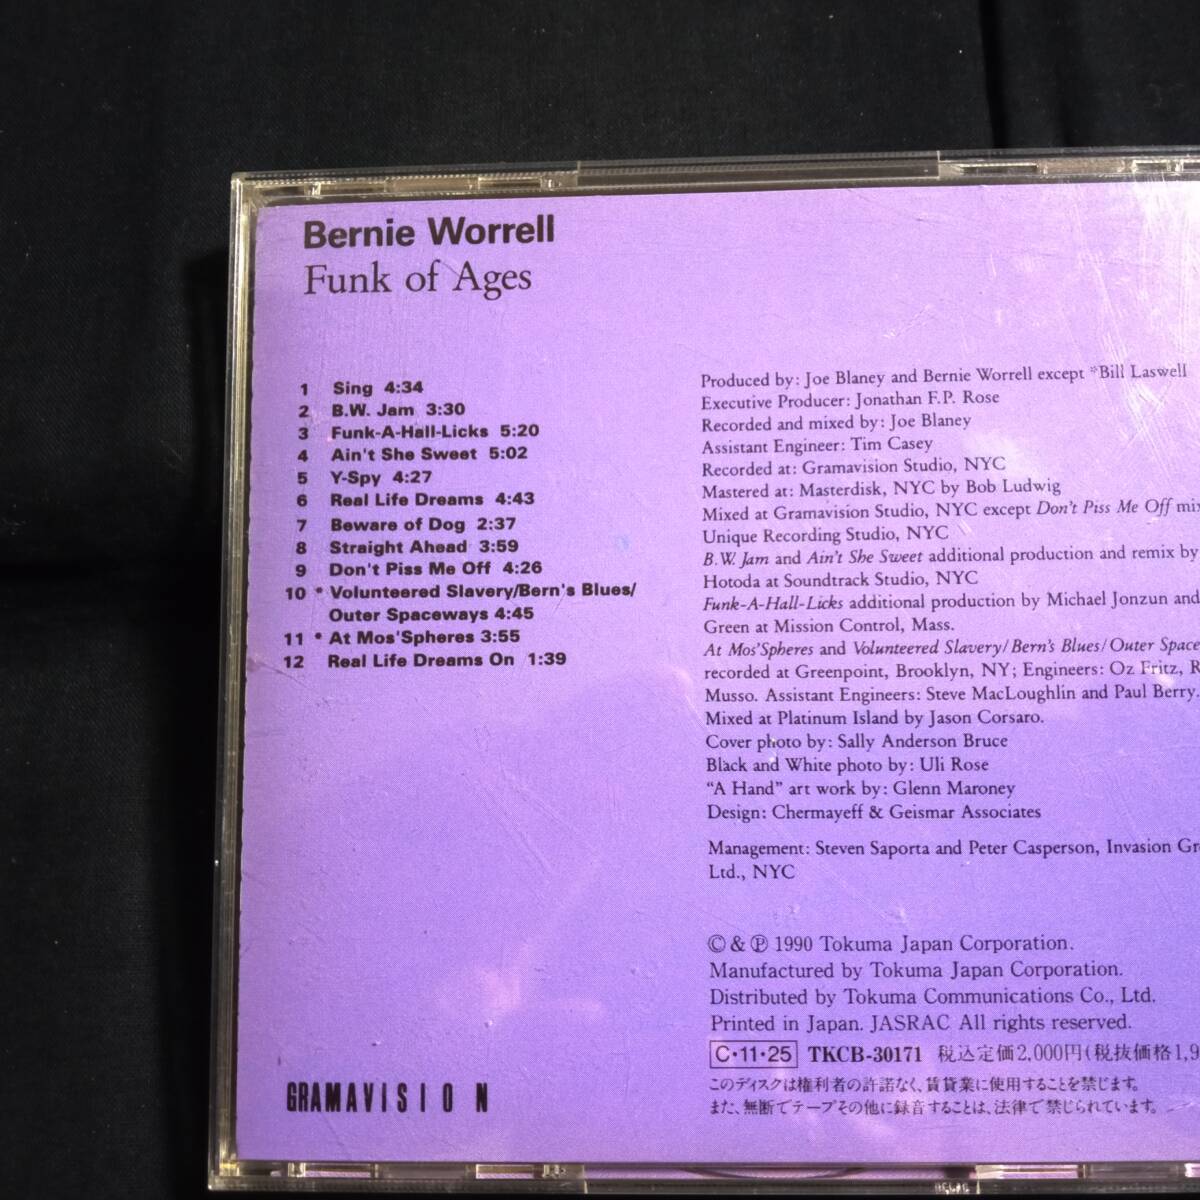 Bernie Worrell
Funk of Ages
1 Sing 4:34
2 B.W. Jam 3:30
3 Funk-A-Hall-Licks 5:20
4 Ain't She Sweet 5:02
5 Y-Spy 4:27
6 Real Life Dreams 4:43
7 Beware of Dog 2:37
8 Straight Ahead 3:59
9 Don't Piss Me Off 4:26
10 * Volunteered Slavery/Bern's Blues/
Outer Spaceways 4:45
11 * At Mos'Spheres 3:55
12 Real Life Dreams On 1:39
GRAMAVISION
Produced by: Joe Blaney and Bernie Worrell except *Bill Laswell
Executive Producer: Jonathan F.P. Rose
Recorded and mixed by: Joe Blaney
Assistant Engineer: Tim Casey
Recorded at: Gramavision Studio, NYC
Mastered at: Masterdisk, NYC by Bob Ludwig
Mixed at Gramavision Studio, NYC except Don't Piss Me Off mix
Unique Recording Studio, NYC
B.W. Jam and Ain't She Sweet additional production and remix by
Hotoda at Soundtrack Studio, NYC
Funk-A-Hall-Licks additional production by Michael Jonzun and
Green at Mission Control, Mass.
At Mos'Spheres and Volunteered Slavery/Bern's Blues/Outer Space
recorded at Greenpoint, Brooklyn, NY; Engineers: Oz Fritz, R
Musso. Assistant Engineers: Steve MacLoughlin and Paul Berry.
Mixed at Platinum Island by Jason Corsaro.
Cover photo by: Sally Anderson Bruce
Black and White photo by: Uli Rose
“A Hand” art work by: Glenn Maroney
Design: Chermayeff & Geismar Associates
Management: Steven Saporta and Peter Casperson, Invasion Gr
Ltd., NYC
© & ℗ 1990 Tokuma Japan Corporation.
Manufactured by Tokuma Japan Corporation.
Distributed by Tokuma Communications Co., Ltd.
Printed in Japan. JASRAC All rights reserved.
C・11・25 TKCB-30171 税込定価2,000円(税抜価格1,9
このディスクは権利者の許諾なく、賃貸業に使用することを禁じます。
また、無断でテープその他に録音することは、法律で禁じられています。